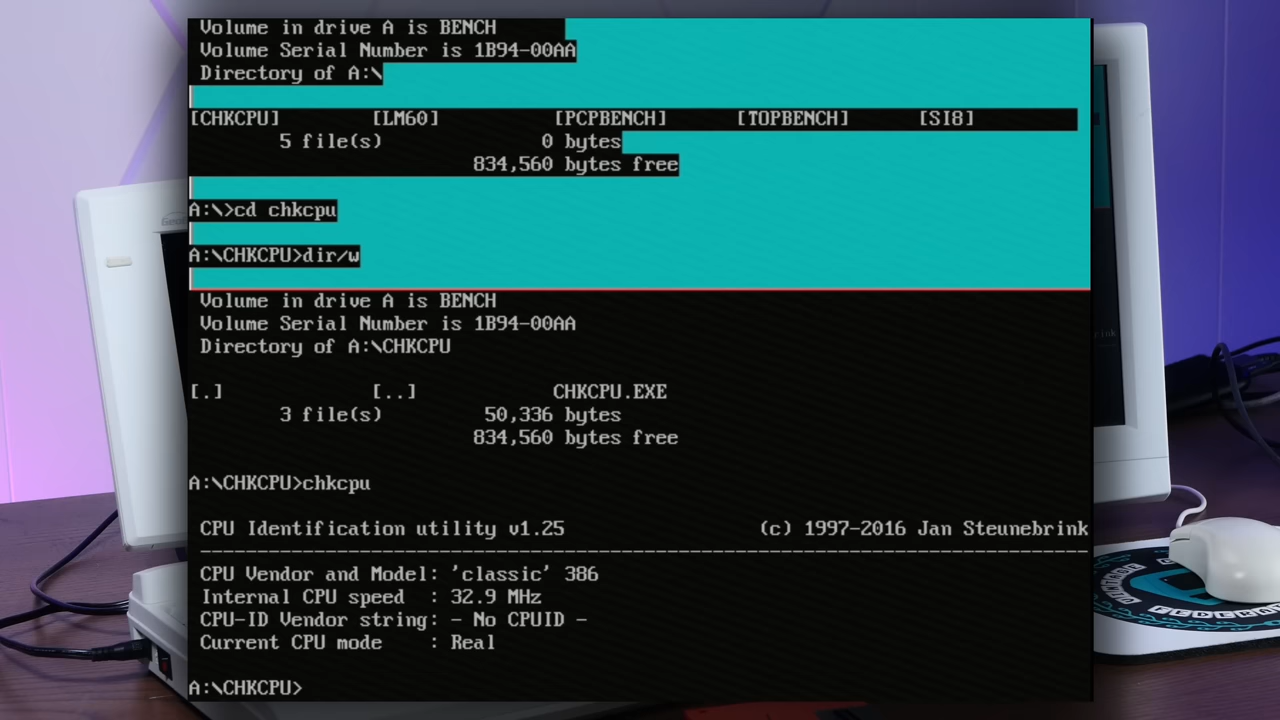 Volume in drive A is BENCH
Volume Serial Number is 1B94-00AA
Directory of A:\
[CHKCPU] [LM60] [PCPBENCH] [TOPBENCH] [SI8]
5 file(s) 0 bytes
834,560 bytes free
A:\>cd chkcpu
A:\CHKCPU>dir/w
Volume in drive A is BENCH
Volume Serial Number is 1B94-00AA
Directory of A:\CHKCPU
[.] [..] CHKCPU.EXE
3 file(s) 50,336 bytes
834,560 bytes free
A:\CHKCPU>chkcpu
CPU Identification utility v1.25 (c) 1997-2016 Jan Steunebrink
--------------------------------------------------------------------------------
CPU Vendor and Model: 'classic' 386
Internal CPU speed : 32.9 MHz
CPU-ID Vendor string: - No CPUID -
Current CPU mode : Real
A:\CHKCPU>